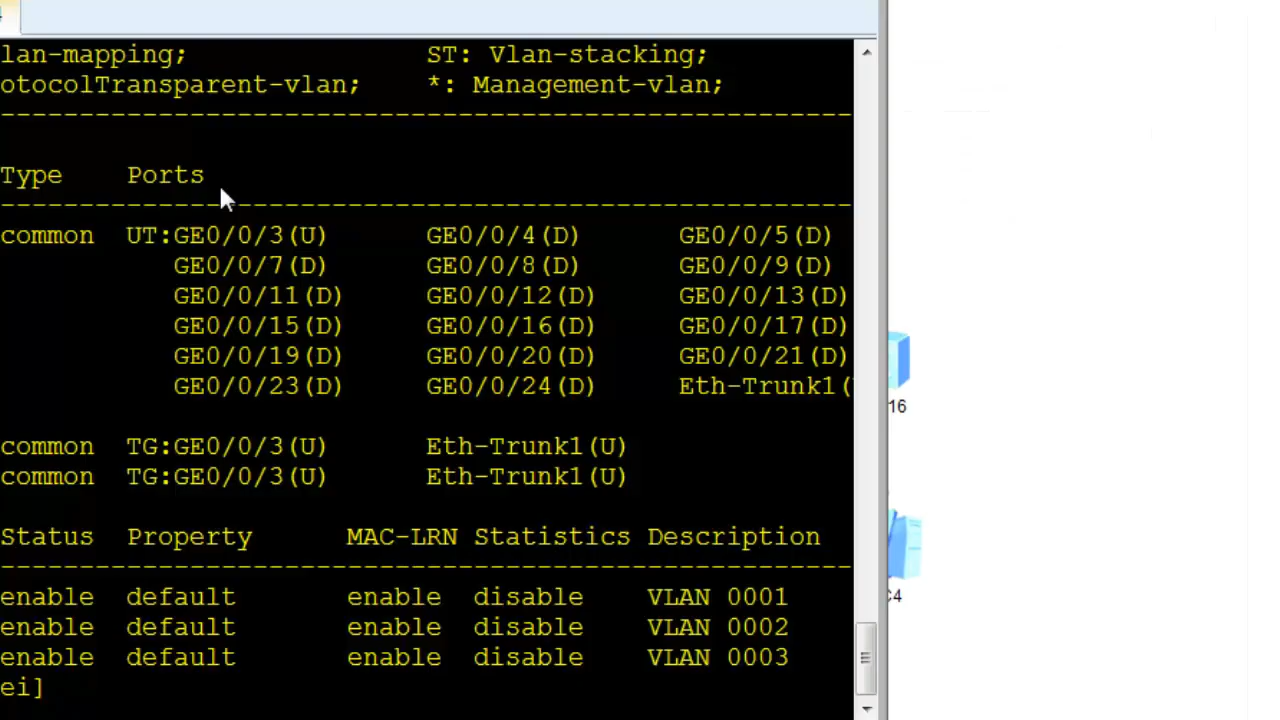 lan-mapping; ST: Vlan-stacking;
otocolTransparent-vlan; *: Management-vlan;
--------------------------------------------------------
Type Ports
--------------------------------------------------------
common UT:GE0/0/3(U) GE0/0/4(D) GE0/0/5(D)
GE0/0/7(D) GE0/0/8(D) GE0/0/9(D)
GE0/0/11(D) GE0/0/12(D) GE0/0/13(D)
GE0/0/15(D) GE0/0/16(D) GE0/0/17(D)
GE0/0/19(D) GE0/0/20(D) GE0/0/21(D)
GE0/0/23(D) GE0/0/24(D) Eth-Trunk1(
common TG:GE0/0/3(U) Eth-Trunk1(U)
common TG:GE0/0/3(U) Eth-Trunk1(U)
Status Property MAC-LRN Statistics Description
--------------------------------------------------------
enable default enable disable VLAN 0001
enable default enable disable VLAN 0002
enable default enable disable VLAN 0003
ei]
16
C4